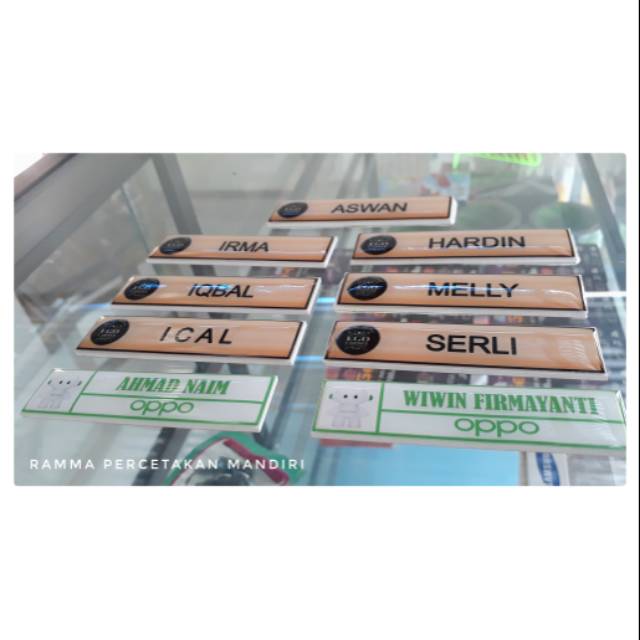 ASWAN
IRMA
HARDIN
IQBAL
MELLY
ICAL
SERLI
AHMAD NAIM
oppo
WIWIN FIRMAYANTI
oppo
RAMMA PERCETAKAN MANDIRI